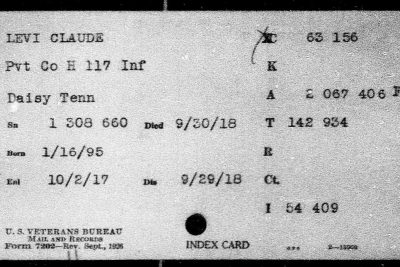 LEVI CLAUDE XC 63 156
Pvt Co H 117 Inf K
Daisy Tenn A 2 067 406
Sn 1 308 660 Died 9/30/18 T 142 934
Born 1/16/95 R
Enl 10/2/17 Dis 9/29/18 Ct.
I 54 409
U. S. VETERANS BUREAU
MAIL AND RECORDS
Form 7202—Rev. Sept., 1926 INDEX CARD